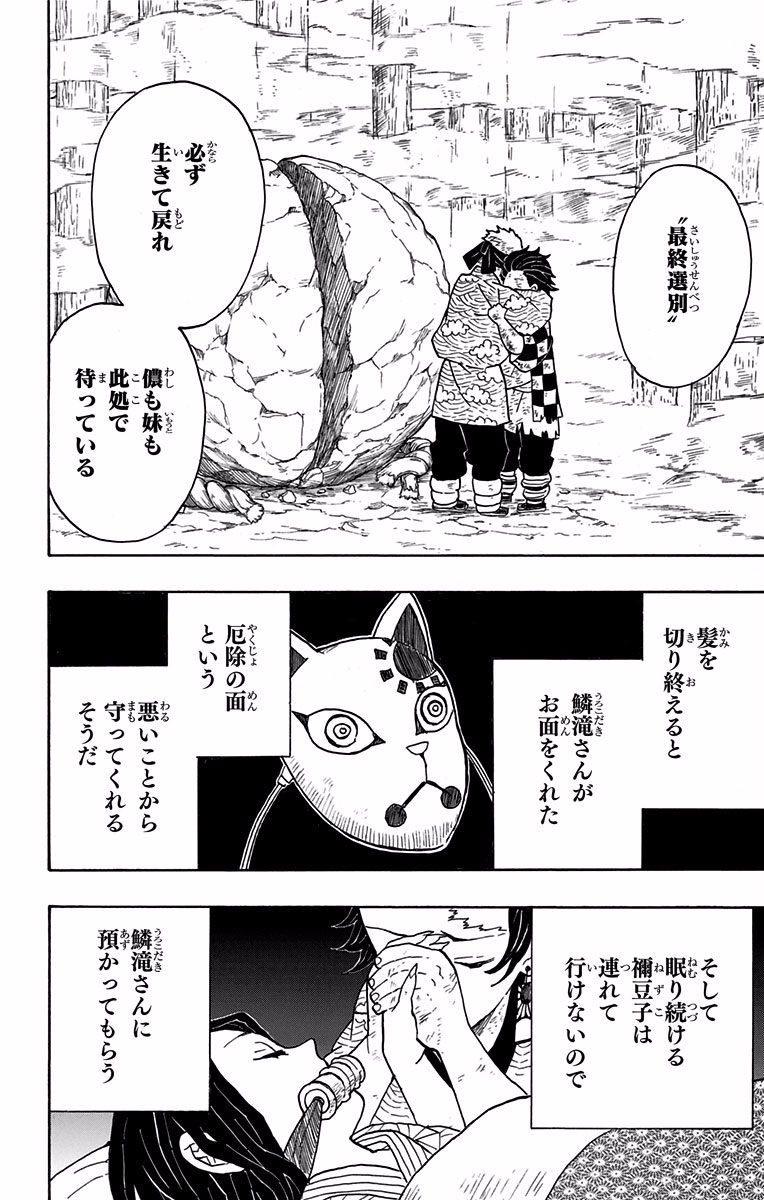 〝最終選別〟
必ず
生きて戻れ
儂も妹も
此処で
待っている
髪を
切り終えると
鱗滝さんが
お面をくれた
厄除の面
という
悪いことから
守ってくれる
そうだ
そして
眠り続ける
禰豆子は
連れて
行けないので
鱗滝さんに
預かってもらう